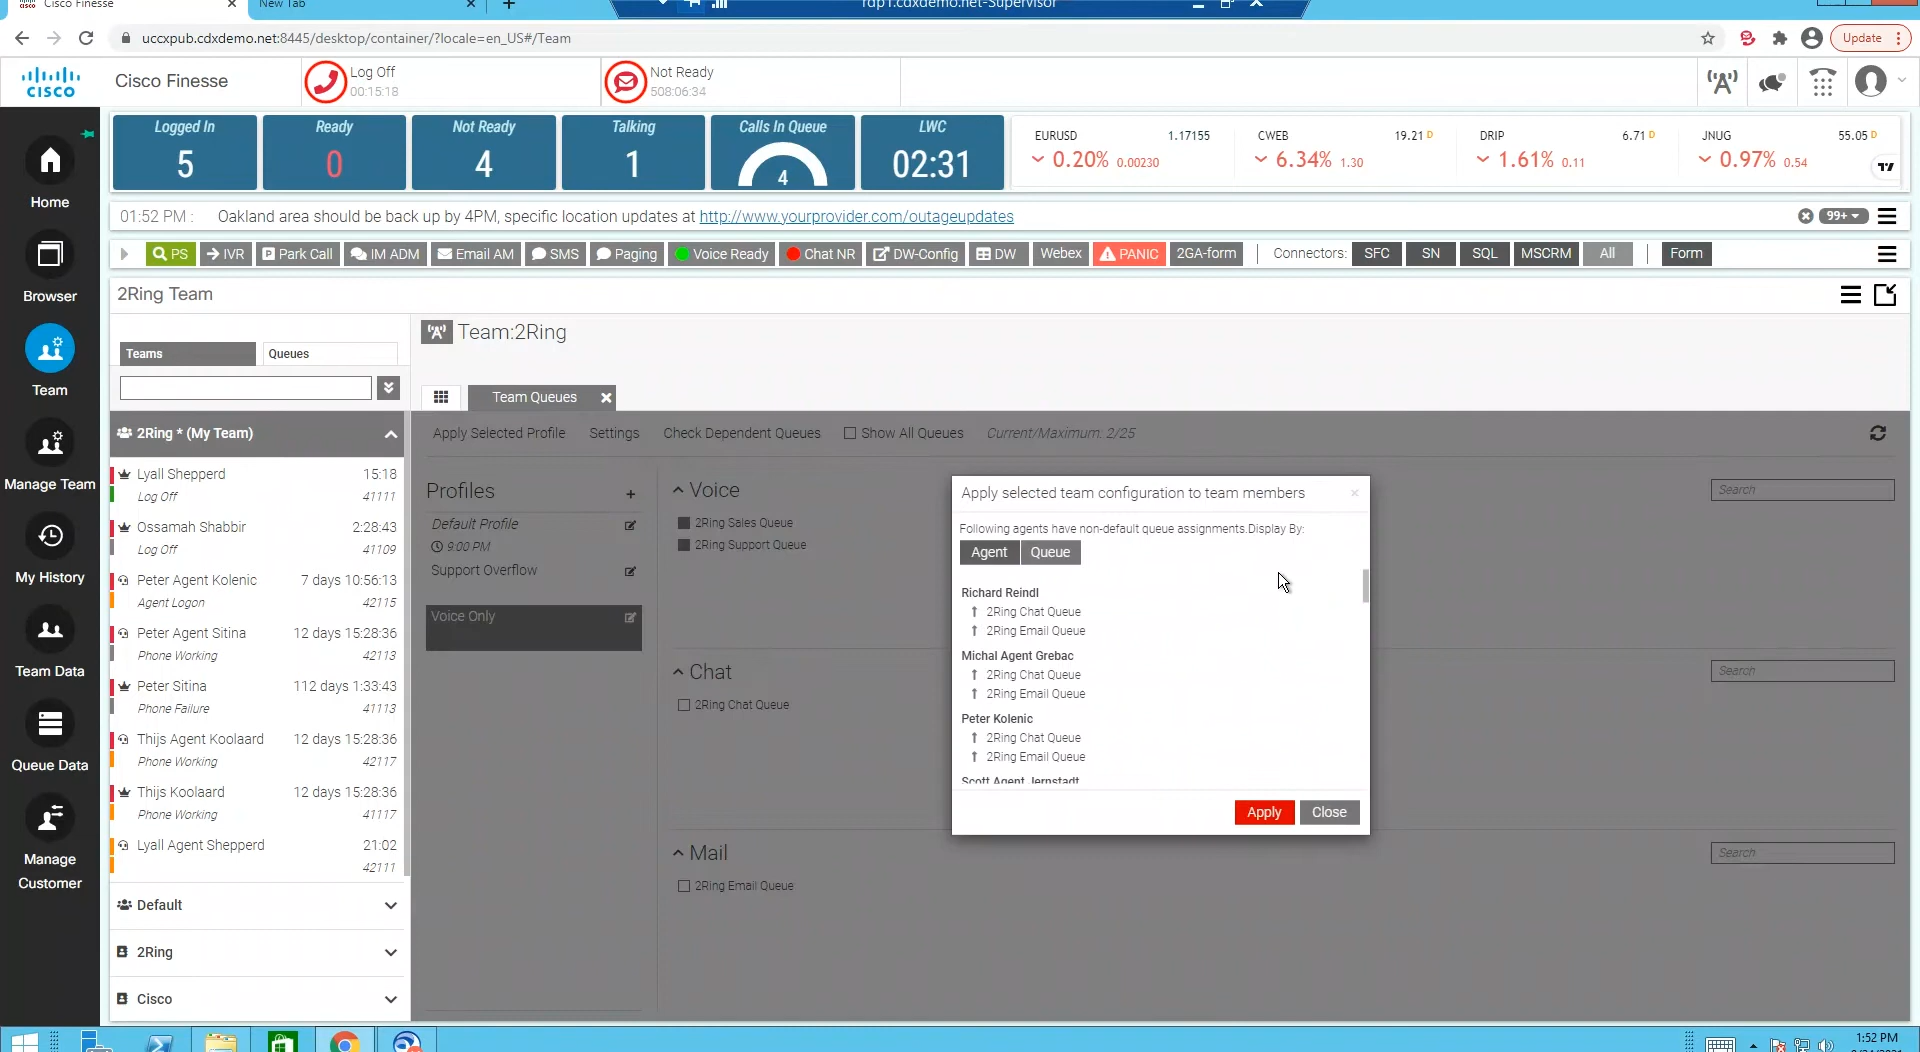 Cisco Finesse
New Tab
rdp1.cdxdemo.net-Supervisor
uccxpub.cdxdemo.net:8445/desktop/container/?locale=en_US#/Team
Update
CISCO
Cisco Finesse
Log Off
00:15:18
Not Ready
508:06:34
Logged In
5
Ready
0
Not Ready
4
Talking
1
Calls In Queue
4
LWC
02:31
EURUSD 1.17155
0.20% 0.00230
CWEB 19.21 D
6.34% 1.30
DRIP 6.71 D
1.61% 0.11
JNUG 55.05 D
0.97% 0.54
01:52 PM : Oakland area should be back up by 4PM, specific location updates at http://www.yourprovider.com/outageupdates
99+
PS IVR Park Call IM ADM Email AM SMS Paging Voice Ready Chat NR DW-Config DW Webex PANIC 2GA-form Connectors: SFC SN SQL MSCRM All Form
Home
Browser
Team
Manage Team
My History
Team Data
Queue Data
Manage
Customer
2Ring Team
Teams
Queues
2Ring * (My Team)
Lyall Shepperd 15:18
Log Off 41111
Ossamah Shabbir 2:28:43
Log Off 41109
Peter Agent Kolenic 7 days 10:56:13
Agent Logon 42115
Peter Agent Sitina 12 days 15:28:36
Phone Working 42113
Peter Sitina 112 days 1:33:43
Phone Failure 41113
Thijs Agent Koolaard 12 days 15:28:36
Phone Working 42117
Thijs Koolaard 12 days 15:28:36
Phone Working 41117
Lyall Agent Shepperd 21:02
42111
Default
2Ring
Cisco
Team:2Ring
Team Queues
Apply Selected Profile Settings Check Dependent Queues Show All Queues Current/Maximum: 2/25
Profiles +
Default Profile
9:00 PM
Support Overflow
Voice Only
Voice
Search
2Ring Sales Queue
2Ring Support Queue
Chat
Search
2Ring Chat Queue
Mail
Search
2Ring Email Queue
Apply selected team configuration to team members
Following agents have non-default queue assignments.Display By:
Agent Queue
Richard Reindl
2Ring Chat Queue
2Ring Email Queue
Michal Agent Grebac
2Ring Chat Queue
2Ring Email Queue
Peter Kolenic
2Ring Chat Queue
2Ring Email Queue
Scott Agent Jernstadt
Apply Close
1:52 PM